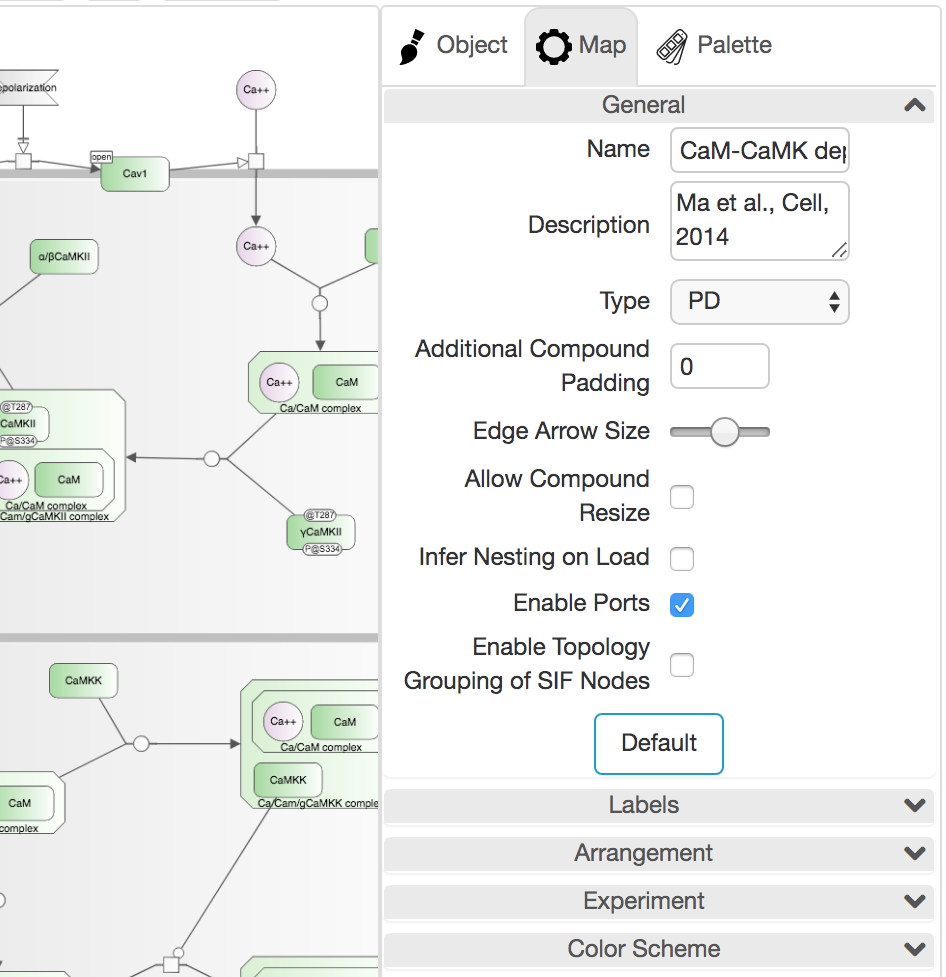 Object
Map
Palette
General
Name
CaM-CaMK
Description
Ma et al., Cell,
2014
Type
PD
Additional Compound
Padding
0
Edge Arrow Size
Allow Compound
Resize
Infer Nesting on Load
Enable Ports
Enable Topology
Grouping of SIF Nodes
Default
Labels
Arrangement
Experiment
Color Scheme
epolarization
Ca++
open
Cav1
α/βCaMKII
Ca++
Ca++
CaM
Ca/CaM complex
@T287
CaMKII
P@S334
Ca++
CaM
Ca/CaM complex
Cam/gCaMKII complex
@T287
γCaMKII
P@S334
CaMKK
Ca++
CaM
Ca/CaM complex
CaMKK
Ca/Cam/gCaMKK comple
CaM
complex